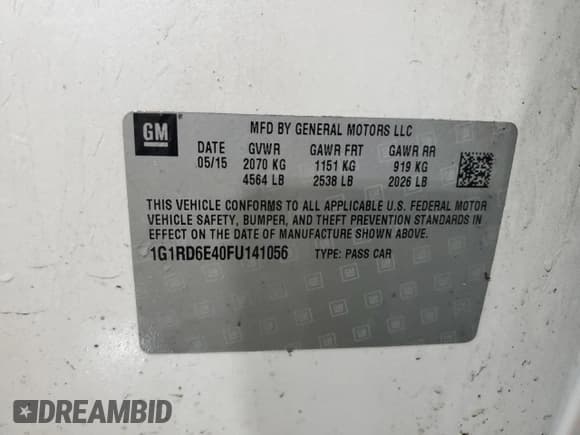 GM
MFD BY GENERAL MOTORS LLC
DATE GVWR GAWR FRT GAWR RR
05/15 2070 KG 1151 KG 919 KG
4564 LB 2538 LB 2026 LB
THIS VEHICLE CONFORMS TO ALL APPLICABLE U.S. FEDERAL MOTOR
VEHICLE SAFETY, BUMPER, AND THEFT PREVENTION STANDARDS IN
EFFECT ON THE DATE OF MANUFACTURE SHOWN ABOVE.
1G1RD6E40FU141056 TYPE: PASS CAR
DREAMBID